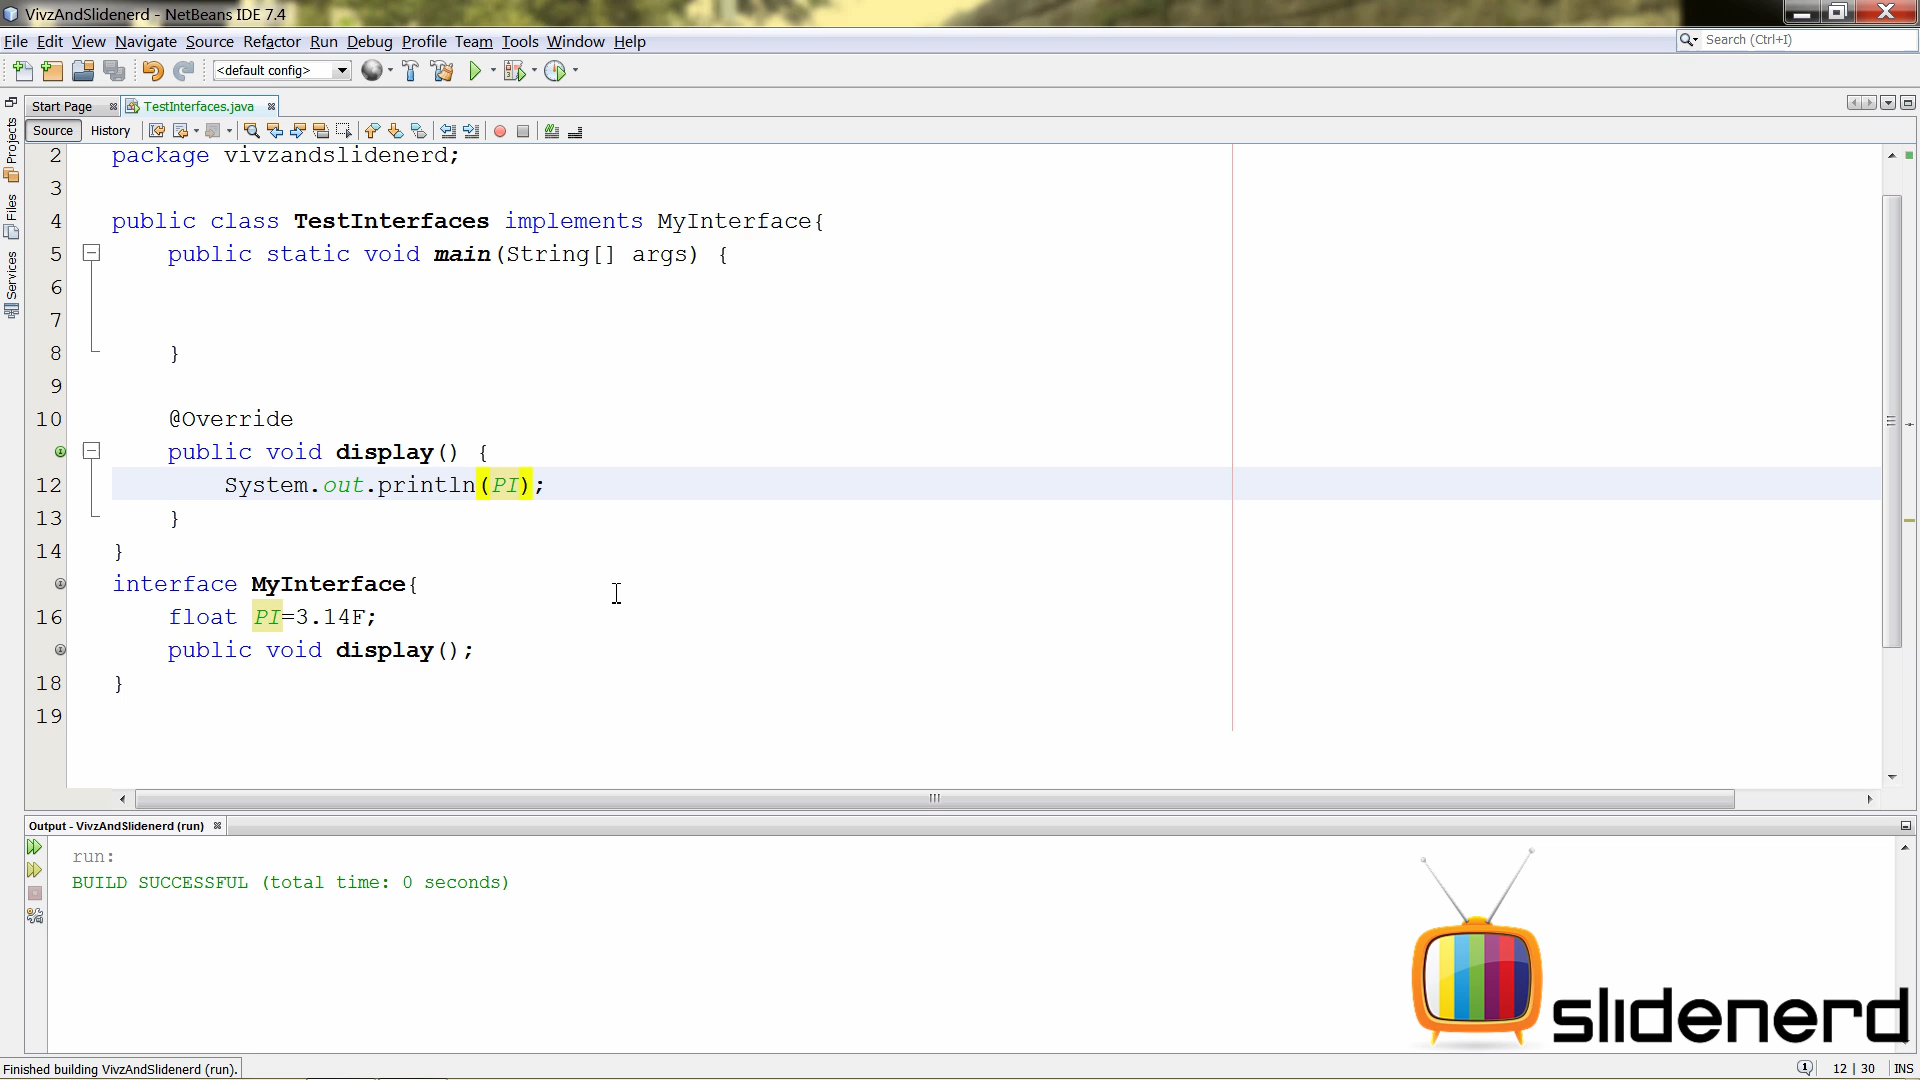 VivzAndSlidenerd - NetBeans IDE 7.4
File Edit View Navigate Source Refactor Run Debug Profile Team Tools Window Help
Search (Ctrl+I)
<default config>
Start Page TestInterfaces.java
Source History
Projects
Files
Services
2 package vivzandslidenerd;
3
4 public class TestInterfaces implements MyInterface{
5 public static void main(String[] args) {
6
7
8 }
9
10 @Override
public void display() {
12 System.out.println(PI);
13 }
14 }
interface MyInterface{
16 float PI=3.14F;
public void display();
18 }
19
Output - VivzAndSlidenerd (run)
run:
BUILD SUCCESSFUL (total time: 0 seconds)
slidenerd
Finished building VivzAndSlidenerd (run).
1
12 | 30 INS